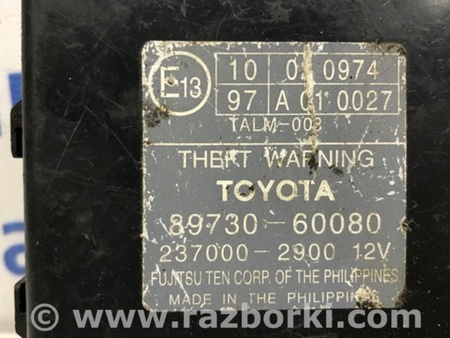 E13
10 0974
97 A 01 0027
TALM-003
THEFT WARNING
TOYOTA
89730-60080
237000-2900 12V
FUJITSU TEN CORP. OF THE PHILIPPINES
MADE IN THE PHILIPPINES
© www.razborki.com